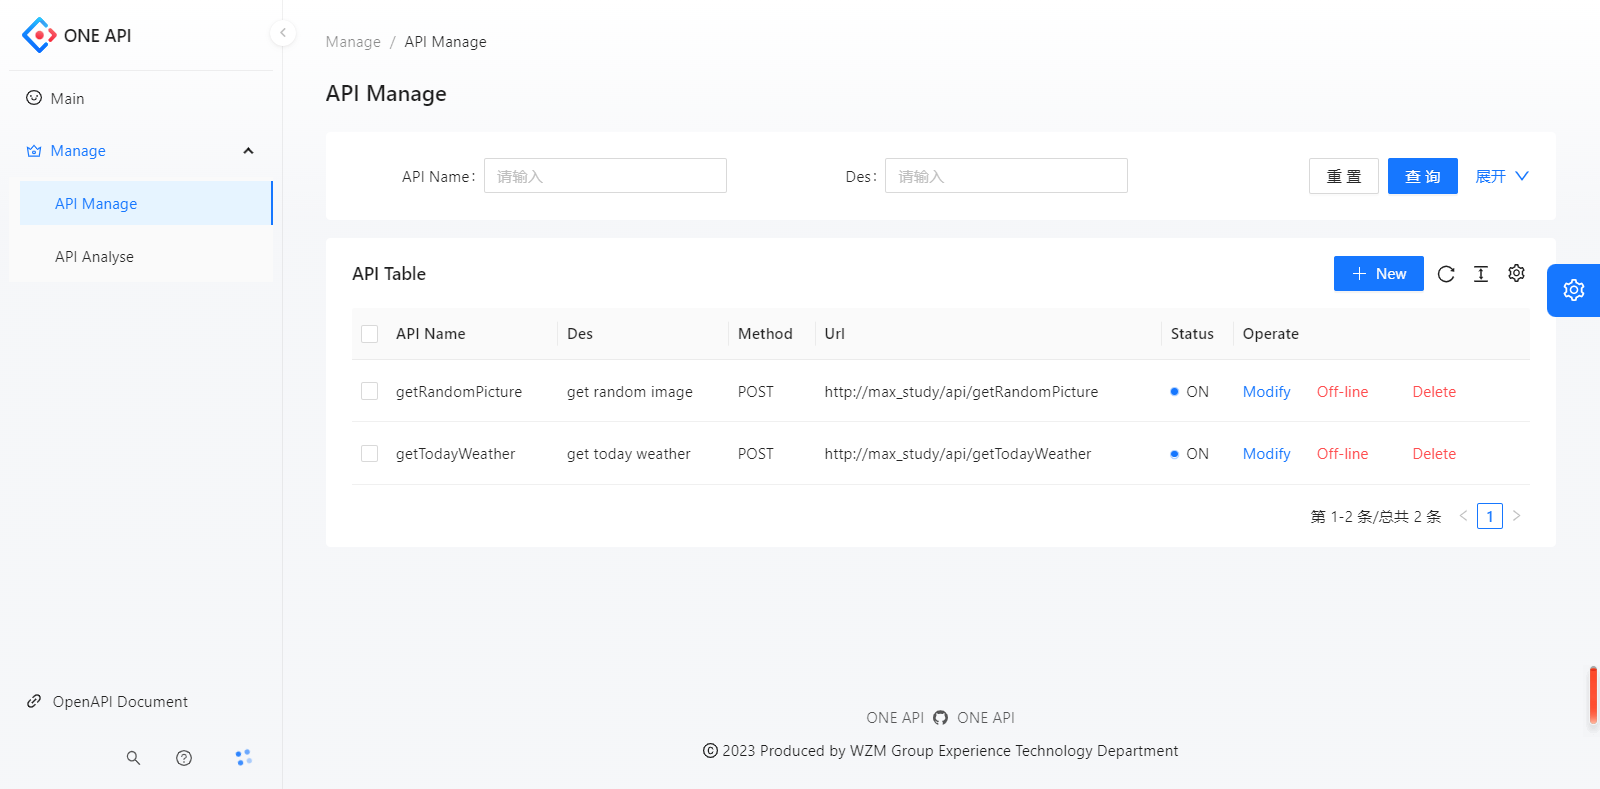 ONE API
Main
Manage
API Manage
API Analyse
OpenAPI Document
Manage / API Manage
API Manage
API Name: 请输入 Des: 请输入 重 置 查 询 展开
API Table
New
API Name Des Method Url Status Operate
getRandomPicture get random image POST http://max_study/api/getRandomPicture ON Modify Off-line Delete
getTodayWeather get today weather POST http://max_study/api/getTodayWeather ON Modify Off-line Delete
第 1-2 条/总共 2 条 1
ONE API ONE API
© 2023 Produced by WZM Group Experience Technology Department